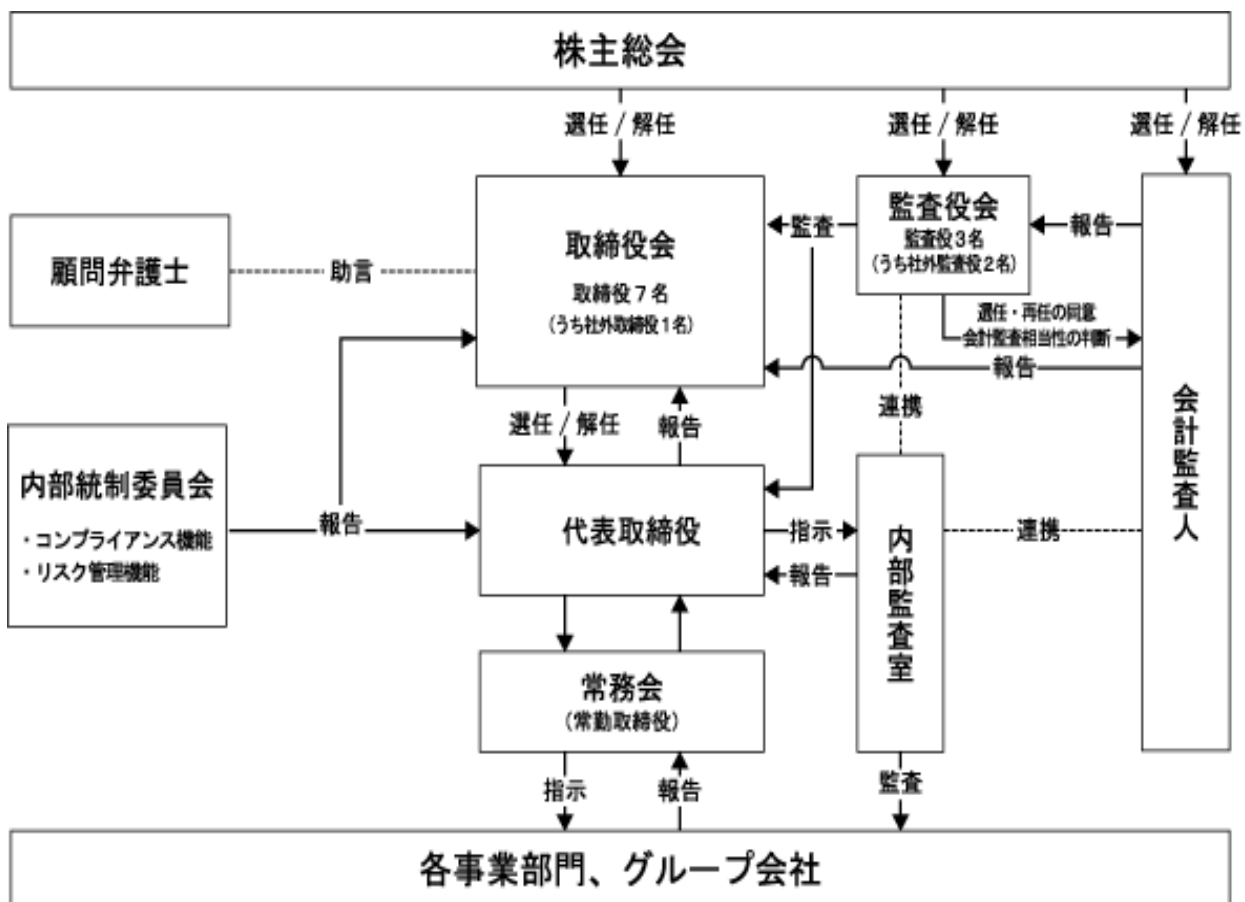 株主総会
選任 / 解任
選任 / 解任
選任 / 解任
取締役会
取締役７名
(うち社外取締役１名)
監査役会
監査役３名
(うち社外監査役２名)
監査
報告
顧問弁護士
助言
選任・再任の同意
会計監査相当性の判断
報告
連携
会計監査人
選任 / 解任
報告
内部統制委員会
・コンプライアンス機能
・リスク管理機能
報告
代表取締役
指示
報告
内部監査室
連携
常務会
(常勤取締役)
指示
報告
監査
各事業部門、グループ会社